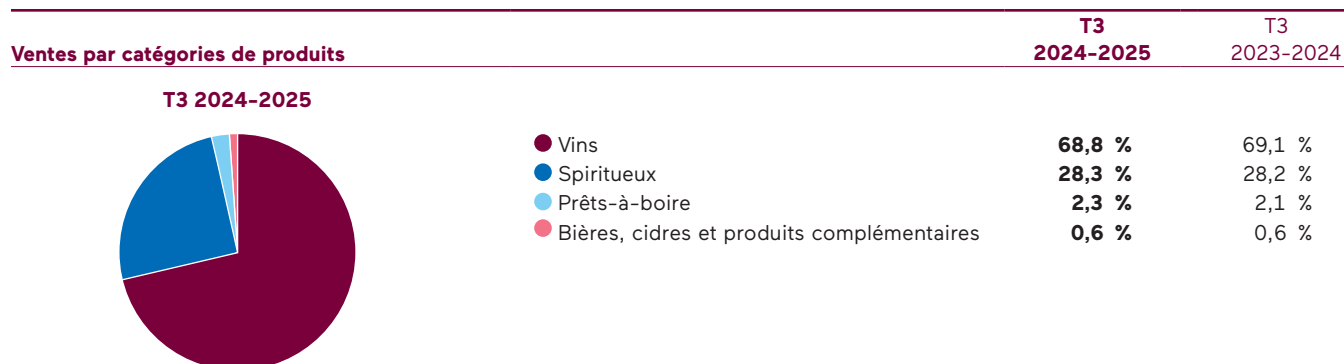 T3 T3
Ventes par catégories de produits 2024-2025 2023-2024
T3 2024-2025
Vins 68,8 % 69,1 %
Spiritueux 28,3 % 28,2 %
Prêts-à-boire 2,3 % 2,1 %
Bières, cidres et produits complémentaires 0,6 % 0,6 %